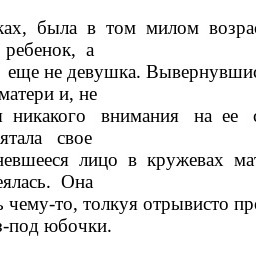 ках, была в том милом возрас
ребенок, а
еще не девушка. Вывернувшис
матери и, не
никакого внимания на ее с
ятала свое
невшееся лицо в кружевах мат
еялась. Она
чему-то, толкуя отрывисто про
з-под юбочки.